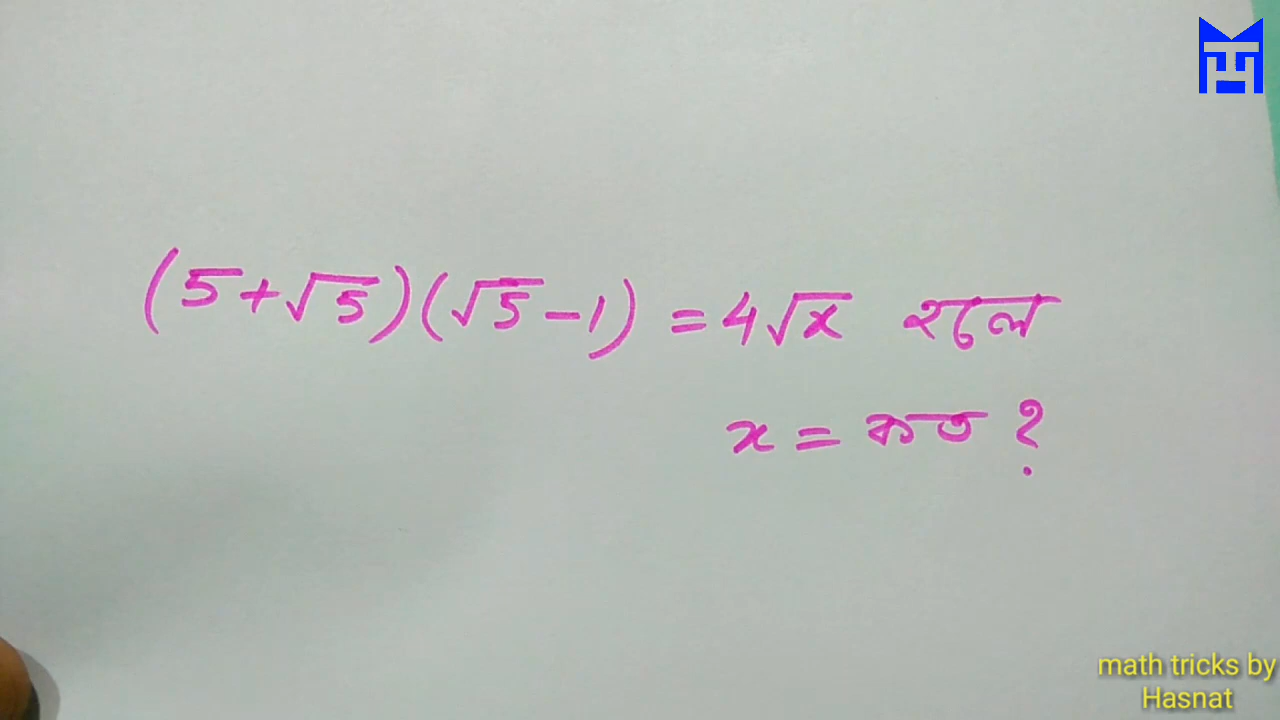 (5+√5)(√5-1) = 4√x হলে
x = কত ?
math tricks by
Hasnat